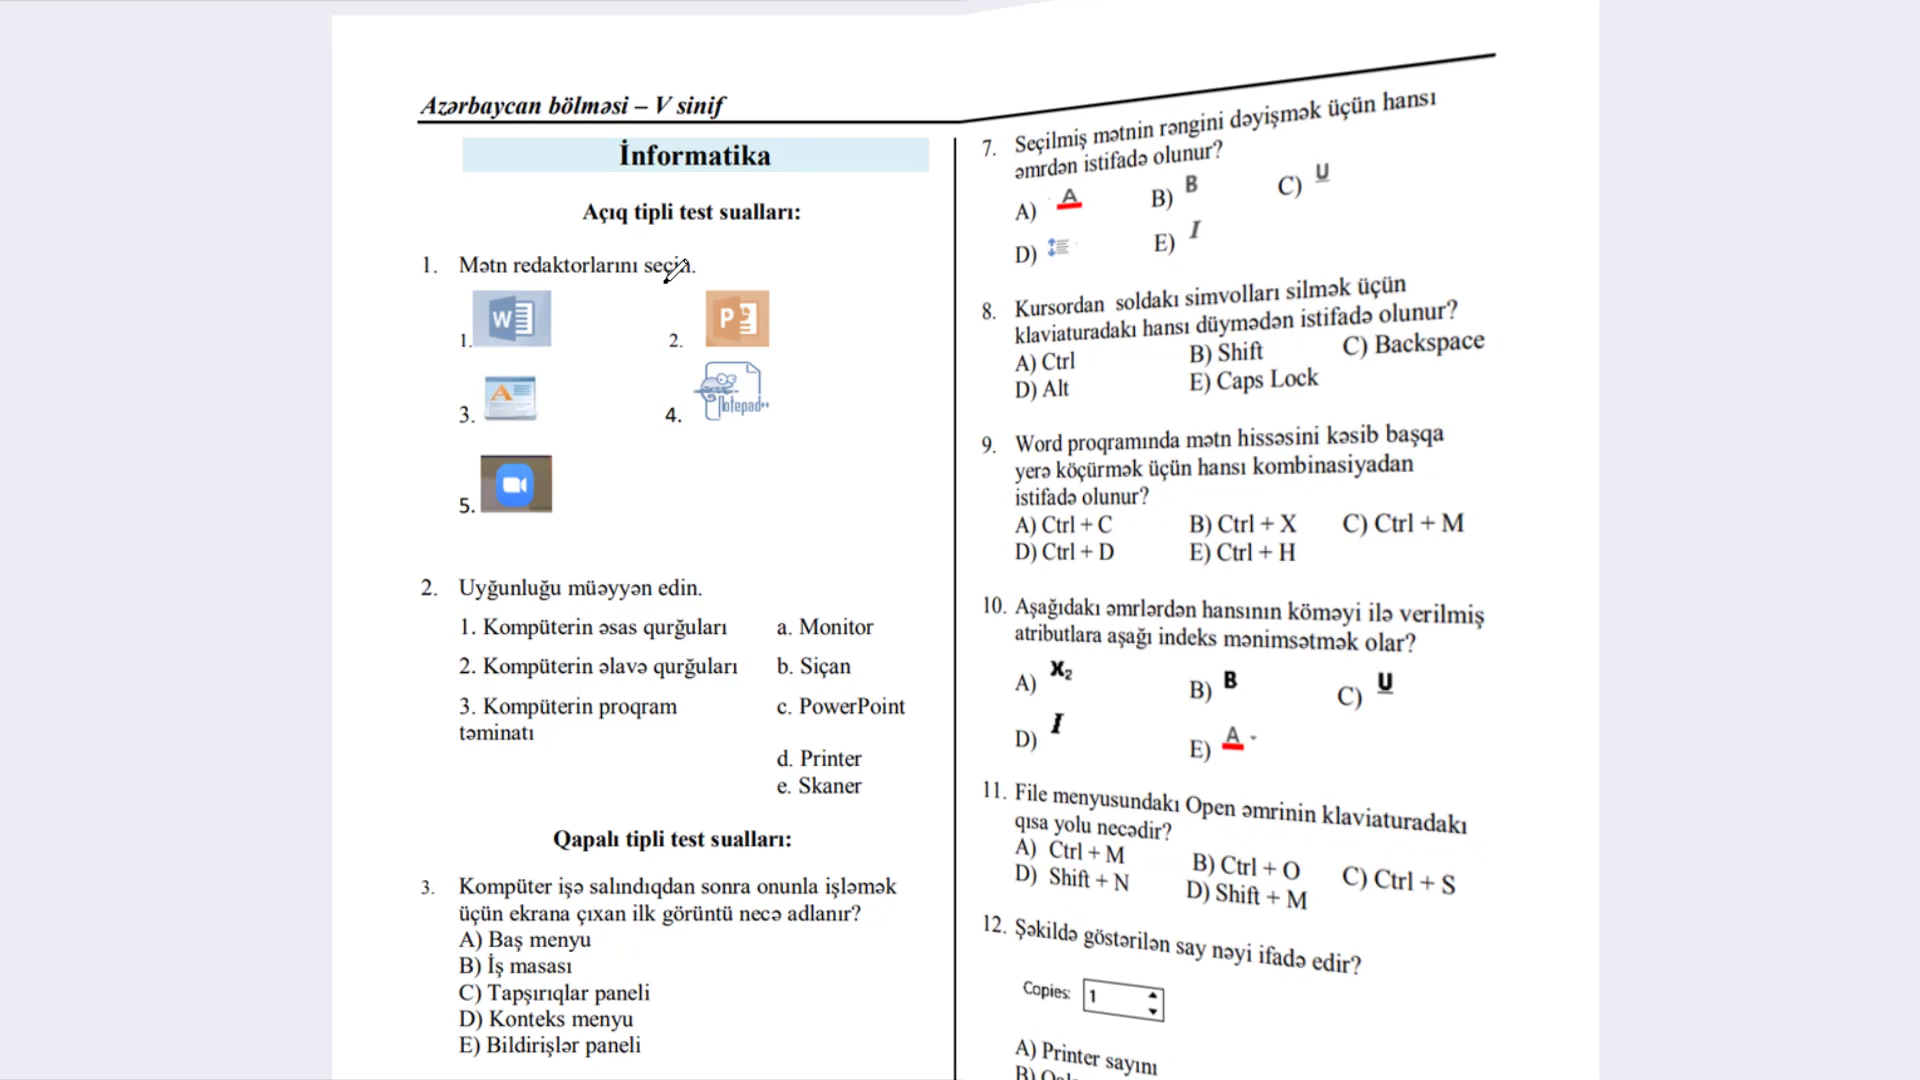 Azərbaycan bölməsi – V sinif
İnformatika
Açıq tipli test sualları:
1. Mətn redaktorlarını seçin.
1. W
2. P
3. A
4. Notepad++
5.
2. Uyğunluğu müəyyən edin.
1. Kompüterin əsas qurğuları a. Monitor
2. Kompüterin əlavə qurğuları b. Siçan
3. Kompüterin proqram c. PowerPoint
təminatı
d. Printer
e. Skaner
Qapalı tipli test sualları:
3. Kompüter işə salındıqdan sonra onunla işləmək
üçün ekrana çıxan ilk görüntü necə adlanır?
A) Baş menyu
B) İş masası
C) Tapşırıqlar paneli
D) Konteks menyu
E) Bildirişlər paneli
7. Seçilmiş mətnin rəngini dəyişmək üçün hansı
əmrdən istifadə olunur?
A) A B) B C) U
D) E) I
8. Kursordan soldakı simvolları silmək üçün
klaviaturadakı hansı düymədən istifadə olunur?
A) Ctrl B) Shift C) Backspace
D) Alt E) Caps Lock
9. Word proqramında mətn hissəsini kəsib başqa
yerə köçürmək üçün hansı kombinasiyadan
istifadə olunur?
A) Ctrl + C B) Ctrl + X C) Ctrl + M
D) Ctrl + D E) Ctrl + H
10. Aşağıdakı əmrlərdən hansının köməyi ilə verilmiş
atributlara aşağı indeks mənimsətmək olar?
A) X₂ B) B C) U
D) I E) A
11. File menyusundakı Open əmrinin klaviaturadakı
qısa yolu necədir?
A) Ctrl + M B) Ctrl + O C) Ctrl + S
D) Shift + N D) Shift + M
12. Şəkildə göstərilən say nəyi ifadə edir?
Copies: 1
A) Printer sayını
B)